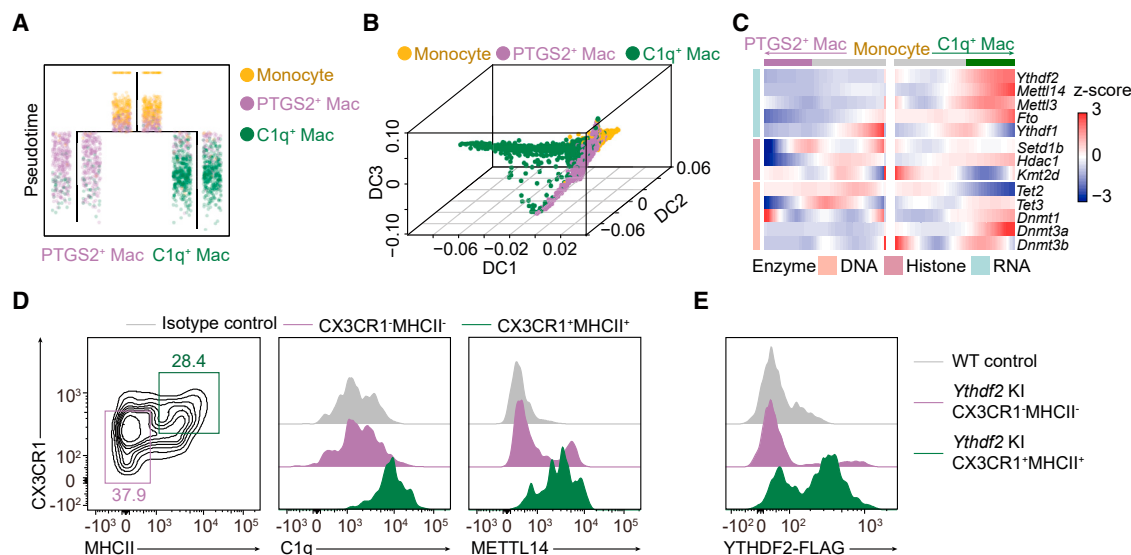 A
Pseudotime
Monocyte
PTGS2⁺ Mac
C1q⁺ Mac
PTGS2⁺ Mac C1q⁺ Mac
B
Monocyte PTGS2⁺ Mac C1q⁺ Mac
DC3
0.10
0
−0.10
−0.06 −0.02 0.02
DC1
0.06
0
−0.06
DC2
C
PTGS2⁺ Mac Monocyte C1q⁺ Mac
Ythdf2
Mettl14
Mettl3
Fto
Ythdf1
Setd1b
Hdac1
Kmt2d
Tet2
Tet3
Dnmt1
Dnmt3a
Dnmt3b
z-score
3
0
−3
Enzyme DNA Histone RNA
D
Isotype control CX3CR1⁻MHCII⁻ CX3CR1⁺MHCII⁺
CX3CR1
10³
10²
0
-10²
28.4
37.9
-10³ 0 10³ 10⁴ 10⁵
MHCII
-10³ 0 10³ 10⁴ 10⁵
C1q
-10³ 0 10³ 10⁴ 10⁵
METTL14
E
-10² 10² 10³
YTHDF2-FLAG
WT control
Ythdf2 KI
CX3CR1⁻MHCII⁻
Ythdf2 KI
CX3CR1⁺MHCII⁺